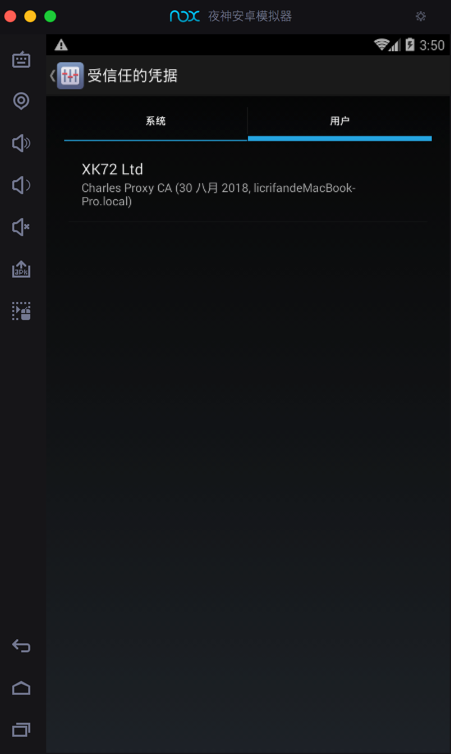 nox 夜神安卓模拟器
3:50
受信任的凭据
系统 用户
XK72 Ltd
Charles Proxy CA (30 八月 2018, licrifandeMacBook-
Pro.local)